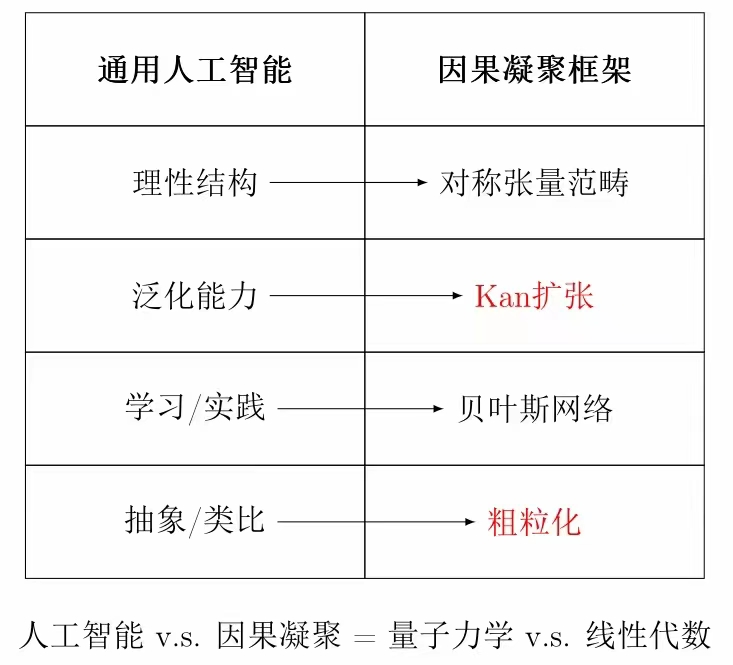 通用人工智能 因果凝聚框架
理性结构 对称张量范畴
泛化能力 Kan扩张
学习/实践 贝叶斯网络
抽象/类比 粗粒化
人工智能 v.s. 因果凝聚 = 量子力学 v.s. 线性代数